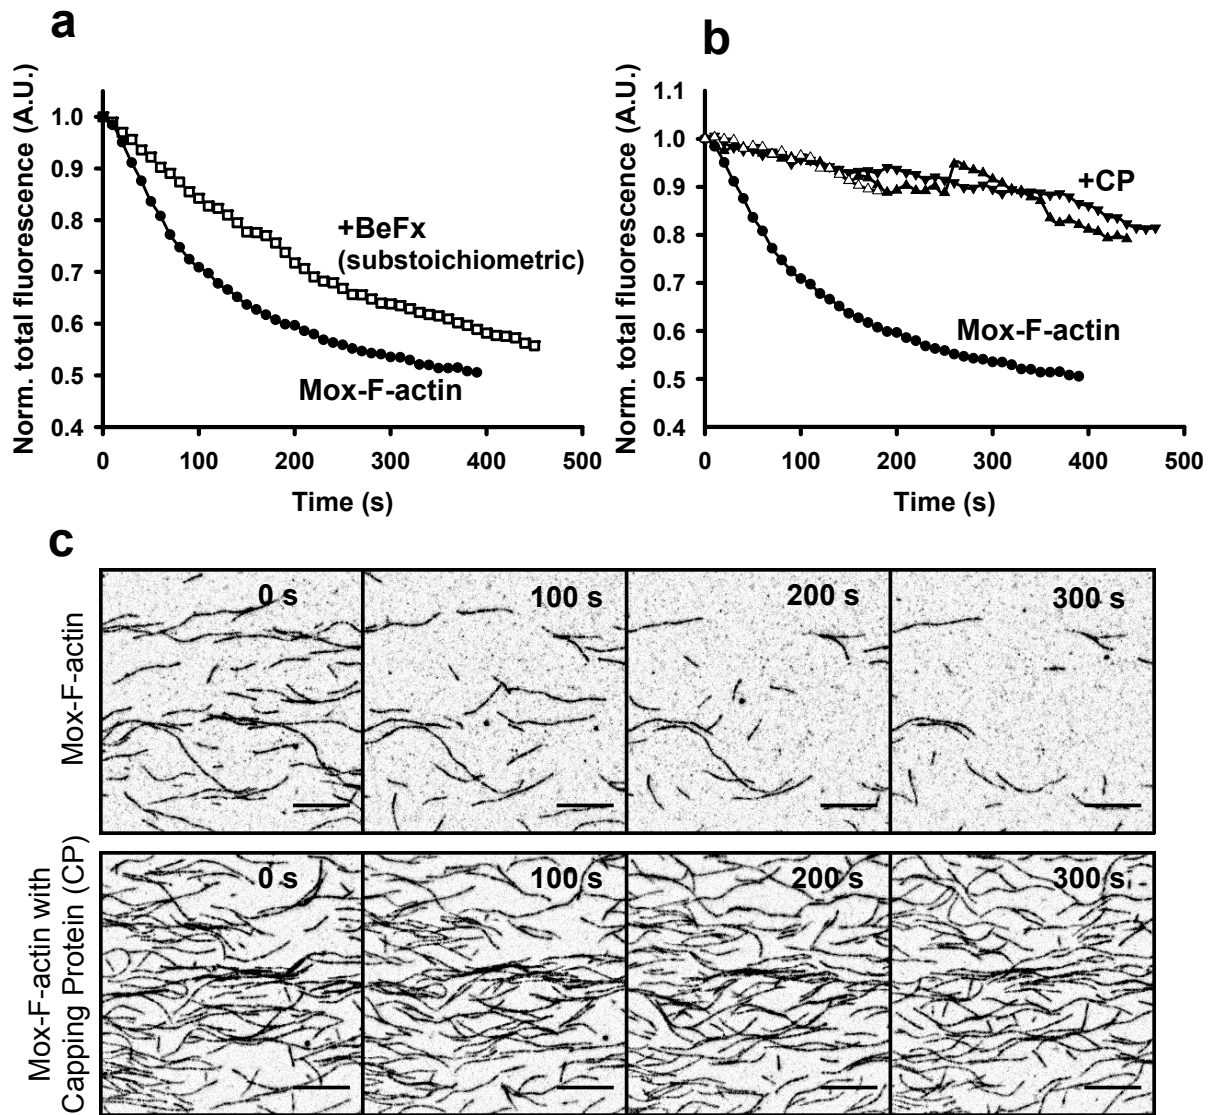 a
Norm. total fluorescence (A.U.)
1.0
0.9
0.8
0.7
0.6
0.5
0.4
0 100 200 300 400 500
Time (s)
+BeFx
(substoichiometric)
Mox-F-actin
b
Norm. total fluorescence (A.U.)
1.1
1.0
0.9
0.8
0.7
0.6
0.5
0.4
0 100 200 300 400 500
Time (s)
+CP
Mox-F-actin
c
Mox-F-actin
0 s 100 s 200 s 300 s
Mox-F-actin with
Capping Protein (CP)
0 s 100 s 200 s 300 s